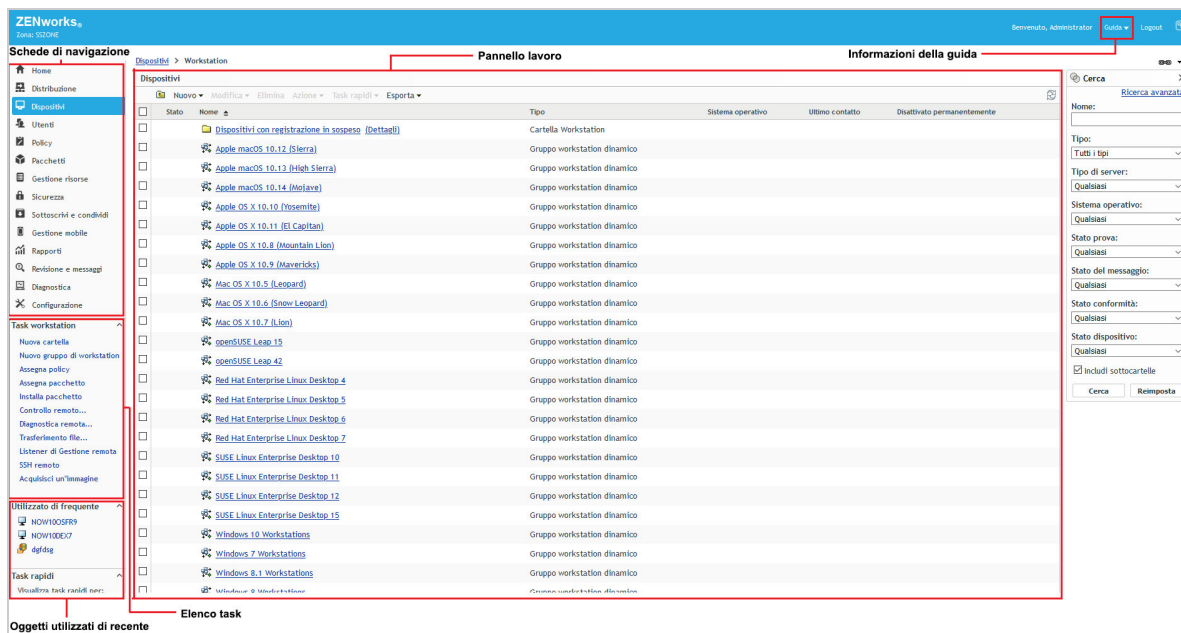 ZENworks®
Zona: SSZONE
Benvenuto, Administrator Guida Logout
Schede di navigazione
Pannello lavoro
Informazioni della guida
Home
Distribuzione
Dispositivi
Utenti
Policy
Pacchetti
Gestione risorse
Sicurezza
Sottoscrivi e condividi
Gestione mobile
Rapporti
Revisione e messaggi
Diagnostica
Configurazione
Task workstation
Nuova cartella
Nuovo gruppo di workstation
Assegna policy
Assegna pacchetto
Installa pacchetto
Controllo remoto...
Diagnostica remota...
Trasferimento file...
Listener di Gestione remota
SSH remoto
Acquisisci un'immagine
Utilizzato di frequente
NOW10OSFR9
NOW10DEX7
dgfdsg
Task rapidi
Visualizza task rapidi per:
Oggetti utilizzati di recente
Elenco task
Dispositivi > Workstation
Dispositivi
Nuovo Modifica Elimina Azione Task rapidi Esporta
Stato Nome Tipo Sistema operativo Ultimo contatto Disattivato permanentemente
Dispositivi con registrazione in sospeso (Dettagli) Cartella Workstation
Apple macOS 10.12 (Sierra) Gruppo workstation dinamico
Apple macOS 10.13 (High Sierra) Gruppo workstation dinamico
Apple macOS 10.14 (Mojave) Gruppo workstation dinamico
Apple OS X 10.10 (Yosemite) Gruppo workstation dinamico
Apple OS X 10.11 (El Capitan) Gruppo workstation dinamico
Apple OS X 10.8 (Mountain Lion) Gruppo workstation dinamico
Apple OS X 10.9 (Mavericks) Gruppo workstation dinamico
Mac OS X 10.5 (Leopard) Gruppo workstation dinamico
Mac OS X 10.6 (Snow Leopard) Gruppo workstation dinamico
Mac OS X 10.7 (Lion) Gruppo workstation dinamico
openSUSE Leap 15 Gruppo workstation dinamico
openSUSE Leap 42 Gruppo workstation dinamico
Red Hat Enterprise Linux Desktop 4 Gruppo workstation dinamico
Red Hat Enterprise Linux Desktop 5 Gruppo workstation dinamico
Red Hat Enterprise Linux Desktop 6 Gruppo workstation dinamico
Red Hat Enterprise Linux Desktop 7 Gruppo workstation dinamico
SUSE Linux Enterprise Desktop 10 Gruppo workstation dinamico
SUSE Linux Enterprise Desktop 11 Gruppo workstation dinamico
SUSE Linux Enterprise Desktop 12 Gruppo workstation dinamico
SUSE Linux Enterprise Desktop 15 Gruppo workstation dinamico
Windows 10 Workstations Gruppo workstation dinamico
Windows 7 Workstations Gruppo workstation dinamico
Windows 8.1 Workstations Gruppo workstation dinamico
Windows 8 Workstations Gruppo workstation dinamico
Cerca
Ricerca avanzata
Nome:
Tipo:
Tutti i tipi
Tipo di server:
Qualsiasi
Sistema operativo:
Qualsiasi
Stato prova:
Qualsiasi
Stato del messaggio:
Qualsiasi
Stato conformità:
Qualsiasi
Stato dispositivo:
Qualsiasi
Includi sottocartelle
Cerca Reimposta